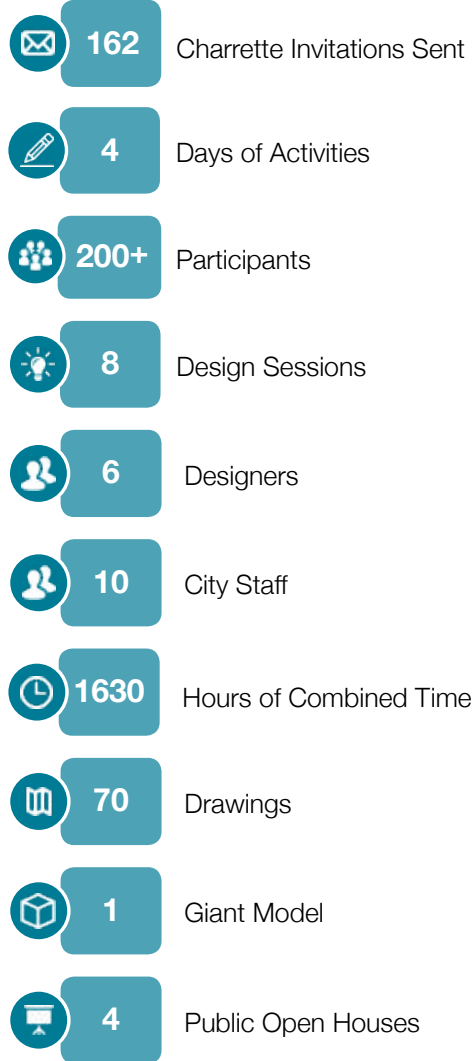 162 Charrette Invitations Sent
4 Days of Activities
200+ Participants
8 Design Sessions
6 Designers
10 City Staff
1630 Hours of Combined Time
70 Drawings
1 Giant Model
4 Public Open Houses